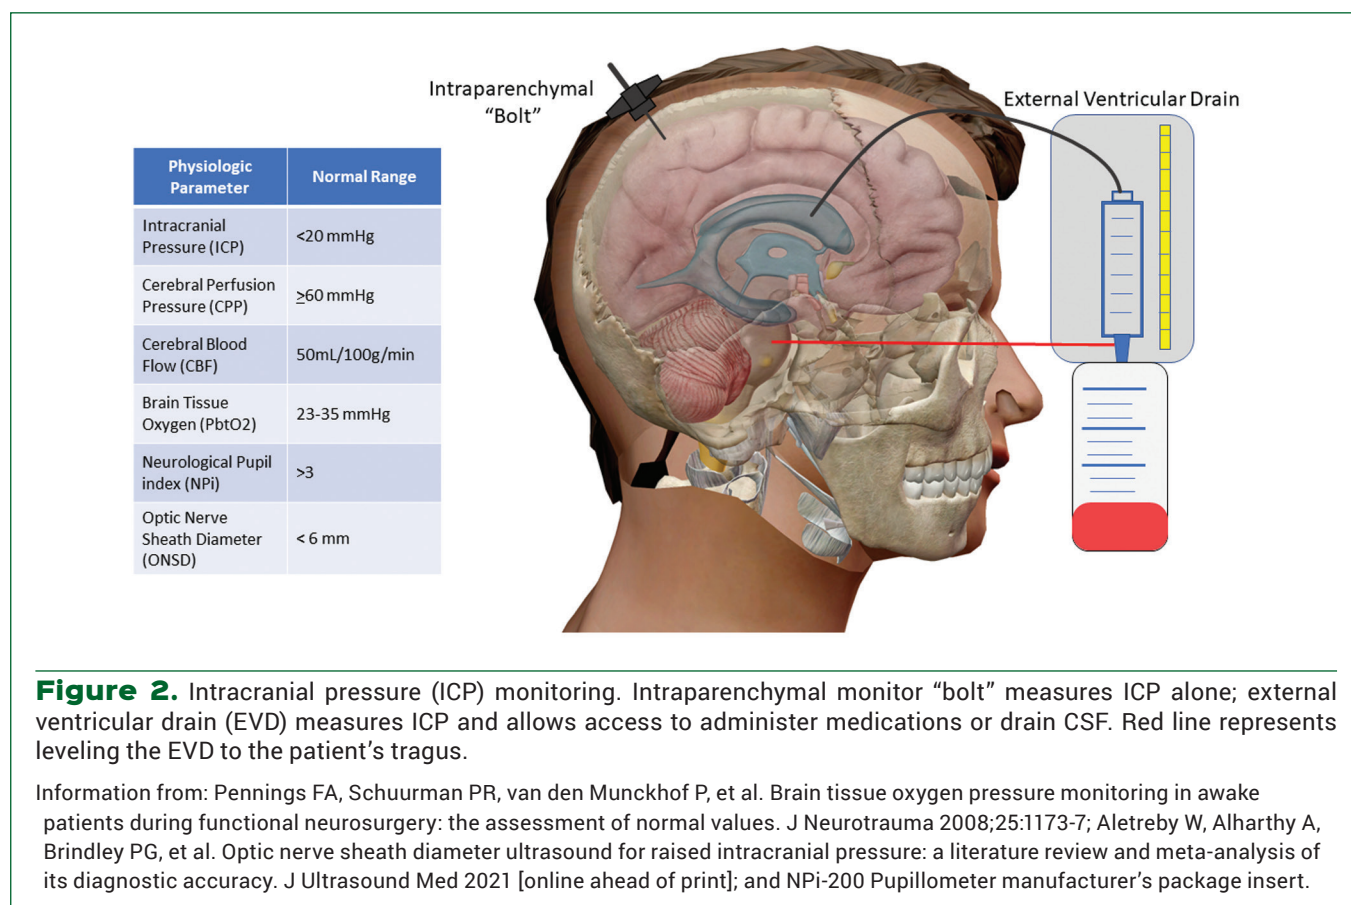 Intraparenchymal
“Bolt”
External Ventricular Drain
Physiologic
Parameter
Normal Range
Intracranial
Pressure (ICP)
<20 mmHg
Cerebral Perfusion
Pressure (CPP)
≥60 mmHg
Cerebral Blood
Flow (CBF)
50mL/100g/min
Brain Tissue
Oxygen (PbtO2)
23-35 mmHg
Neurological Pupil
index (NPi)
>3
Optic Nerve
Sheath Diameter
(ONSD)
< 6 mm
Figure 2. Intracranial pressure (ICP) monitoring. Intraparenchymal monitor “bolt” measures ICP alone; external
ventricular drain (EVD) measures ICP and allows access to administer medications or drain CSF. Red line represents
leveling the EVD to the patient’s tragus.
Information from: Pennings FA, Schuurman PR, van den Munckhof P, et al. Brain tissue oxygen pressure monitoring in awake
patients during functional neurosurgery: the assessment of normal values. J Neurotrauma 2008;25:1173-7; Aletreby W, Alharthy A,
Brindley PG, et al. Optic nerve sheath diameter ultrasound for raised intracranial pressure: a literature review and meta-analysis of
its diagnostic accuracy. J Ultrasound Med 2021 [online ahead of print]; and NPi-200 Pupillometer manufacturer’s package insert.